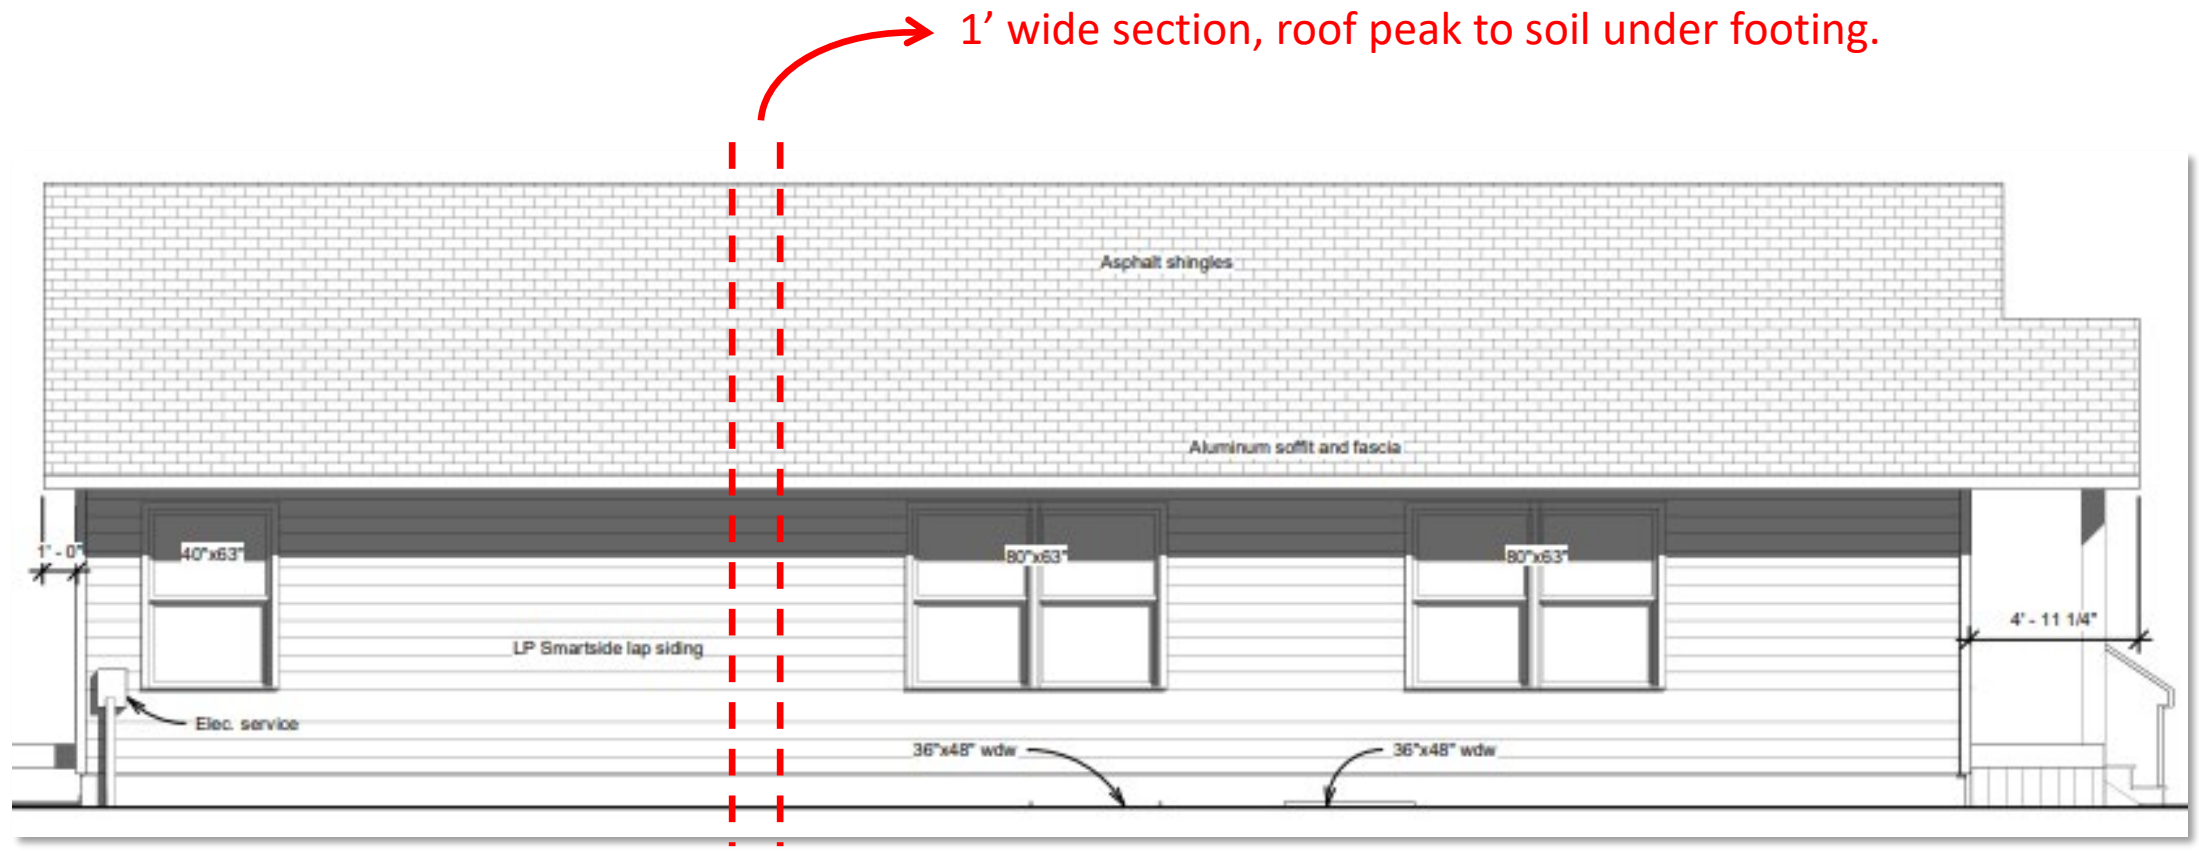 1’ wide section, roof peak to soil under footing.
Asphalt shingles
Aluminum soffit and fascia
1' - 0"
40"x63"
80"x63"
80"x63"
4' - 11 1/4"
LP Smartside lap siding
Elec. service
36"x48" wdw
36"x48" wdw